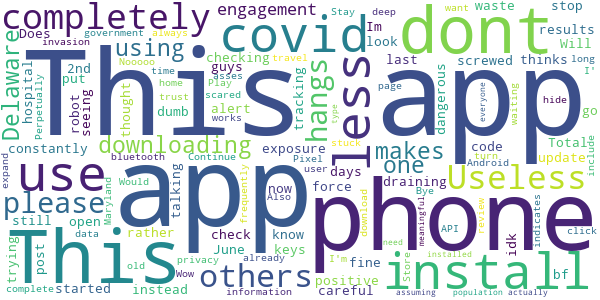 completely
engagement
want
waste
stop
Stay
deep
Does
using
covid
dont
Im
look
results
invasion
government
always
Will
Delaware
hospital
2nd
put
Nooooo
checking
guys
last
screwed
thinks
long
Perpetually
robot
seeing
time
asses
travel
page
I'
home
Play
hangs
This
app
less
hide
everyone
alert
tracking
trust
scared
works
thought
dumb
type
dangerous
waiting
go
constantly
downloading
makes
code
Total
stuck
turn
update
include
bluetooth
Continue
exposure
Pixel
Android
use
app
phone
Useless
expand
Maryland
Would
frequently
now
user
days
one
download
review
please
talking
Also
force
draining
Bye
meaningful
still
open
rather
check
know
I'm
installed
API
indicates
idk
click
This
data
June
keys
fine
install
trying
post
privacy
already
need
Store
bf
old
Wow
others
positive
careful
complete
started
instead
information
assuming
population
actually